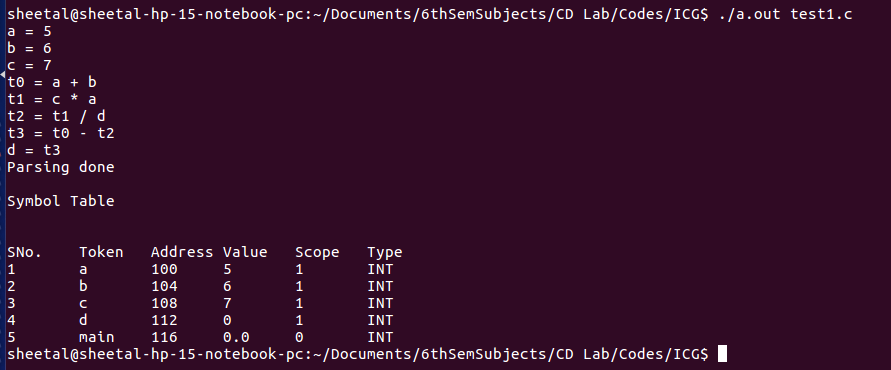 sheetal@sheetal-hp-15-notebook-pc:~/Documents/6thSemSubjects/CD Lab/Codes/ICG$ ./a.out test1.c
a = 5
b = 6
c = 7
t0 = a + b
t1 = c * a
t2 = t1 / d
t3 = t0 - t2
d = t3
Parsing done
Symbol Table
SNo. Token Address Value Scope Type
1 a 100 5 1 INT
2 b 104 6 1 INT
3 c 108 7 1 INT
4 d 112 0 1 INT
5 main 116 0.0 0 INT
sheetal@sheetal-hp-15-notebook-pc:~/Documents/6thSemSubjects/CD Lab/Codes/ICG$